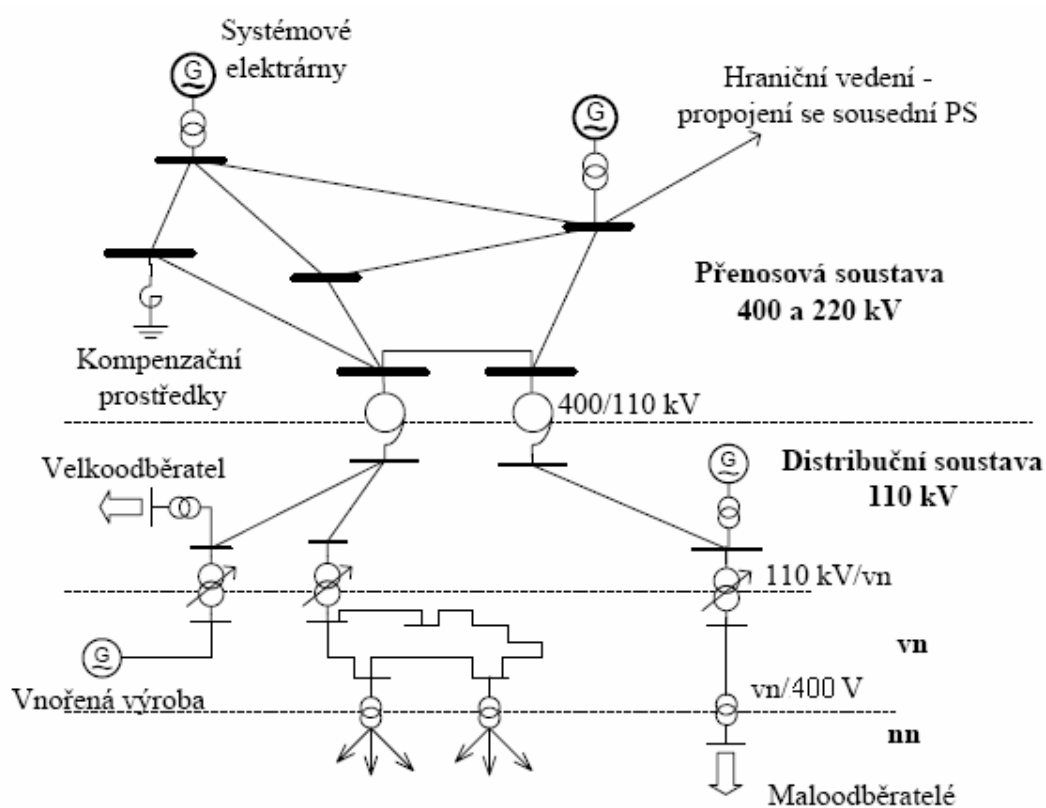 Systémové
elektrárny
G
G
Hraniční vedení -
propojení se sousední PS
Přenosová soustava
400 a 220 kV
Kompenzační
prostředky
400/110 kV
Velkoodběratel
G
Distribuční soustava
110 kV
110 kV/vn
G
Vnořená výroba
vn
vn/400 V
nn
Maloodběratelé